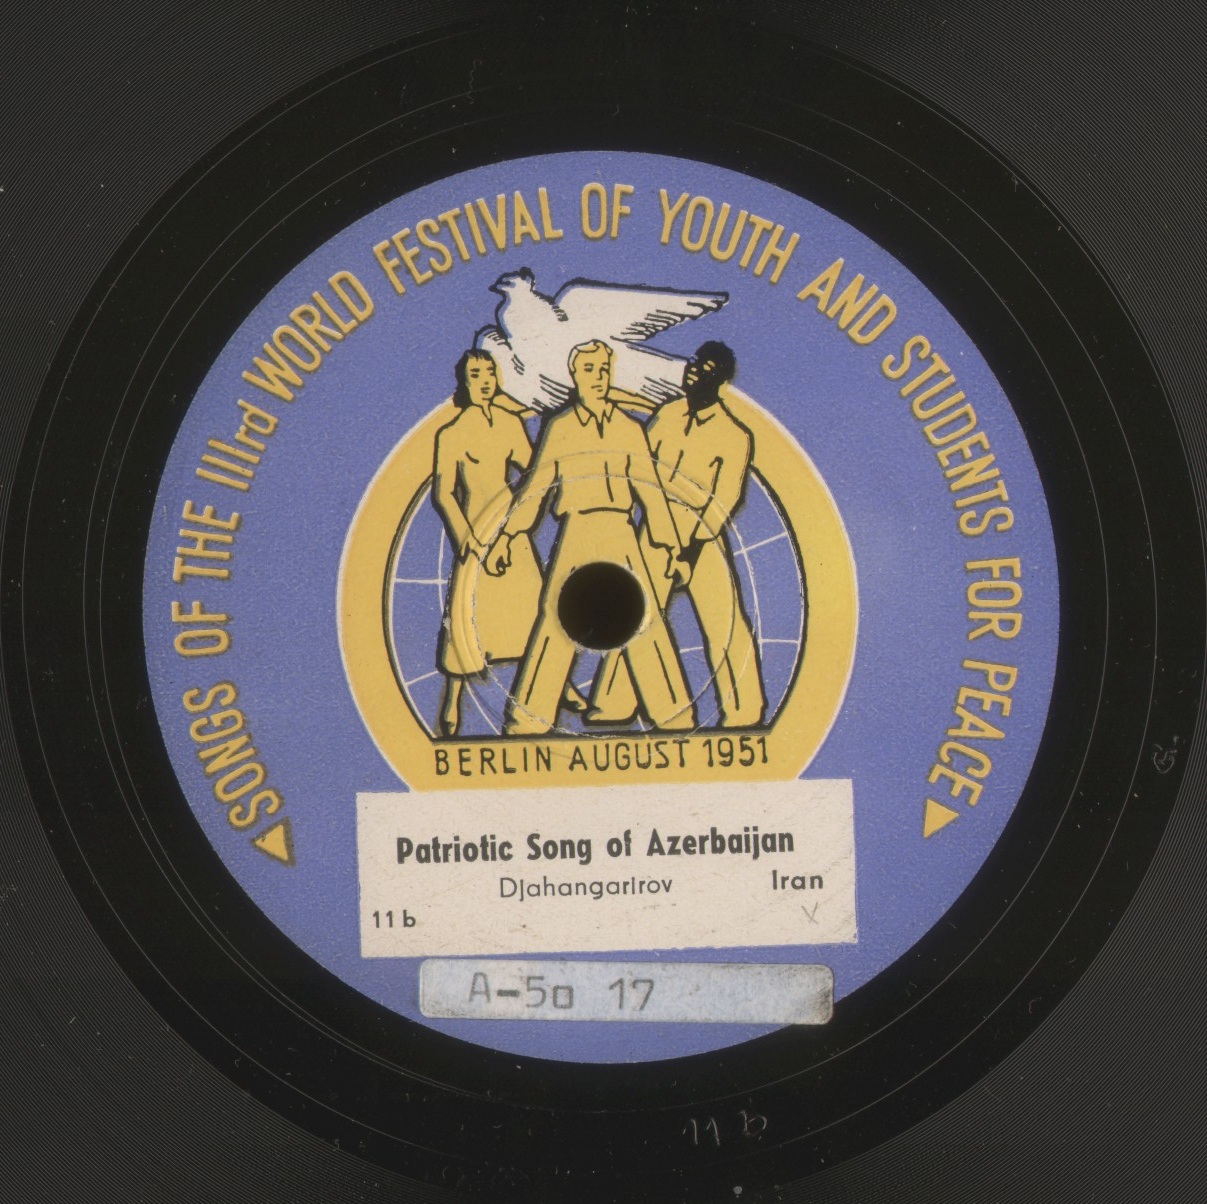 SONGS OF THE IIIrd WORLD FESTIVAL OF YOUTH AND STUDENTS FOR PEACE
BERLIN AUGUST 1951
Patriotic Song of Azerbaijan
Djahangarirov
Iran
11 b
A-50 17
11 b